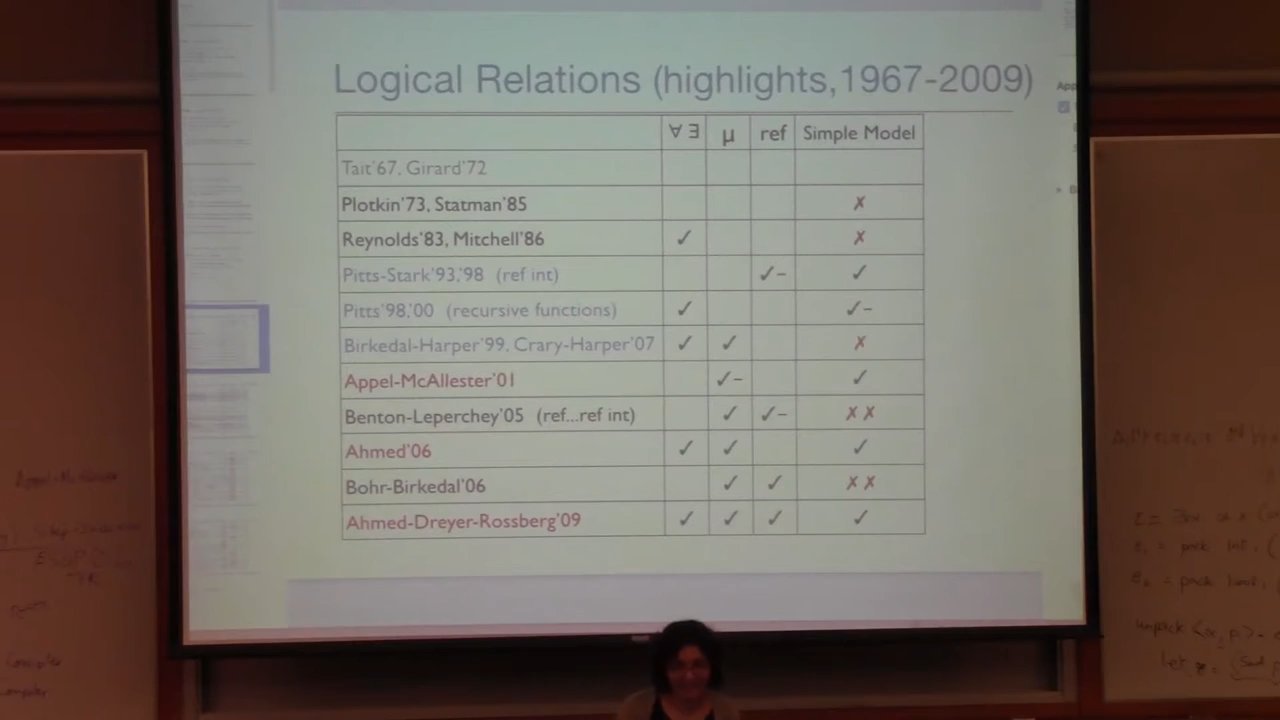 Logical Relations (highlights,1967-2009)
∀ ∃ μ ref Simple Model
Tait'67, Girard'72
Plotkin'73, Statman'85 ✗
Reynolds'83, Mitchell'86 ✓ ✗
Pitts-Stark'93,'98 (ref int) ✓- ✓
Pitts'98,'00 (recursive functions) ✓ ✓-
Birkedal-Harper'99, Crary-Harper'07 ✓ ✓ ✗
Appel-McAllester'01 ✓- ✓
Benton-Leperchey'05 (ref...ref int) ✓ ✓- ✗✗
Ahmed'06 ✓ ✓ ✓
Bohr-Birkedal'06 ✓ ✓ ✗✗
Ahmed-Dreyer-Rossberg'09 ✓ ✓ ✓ ✓
App